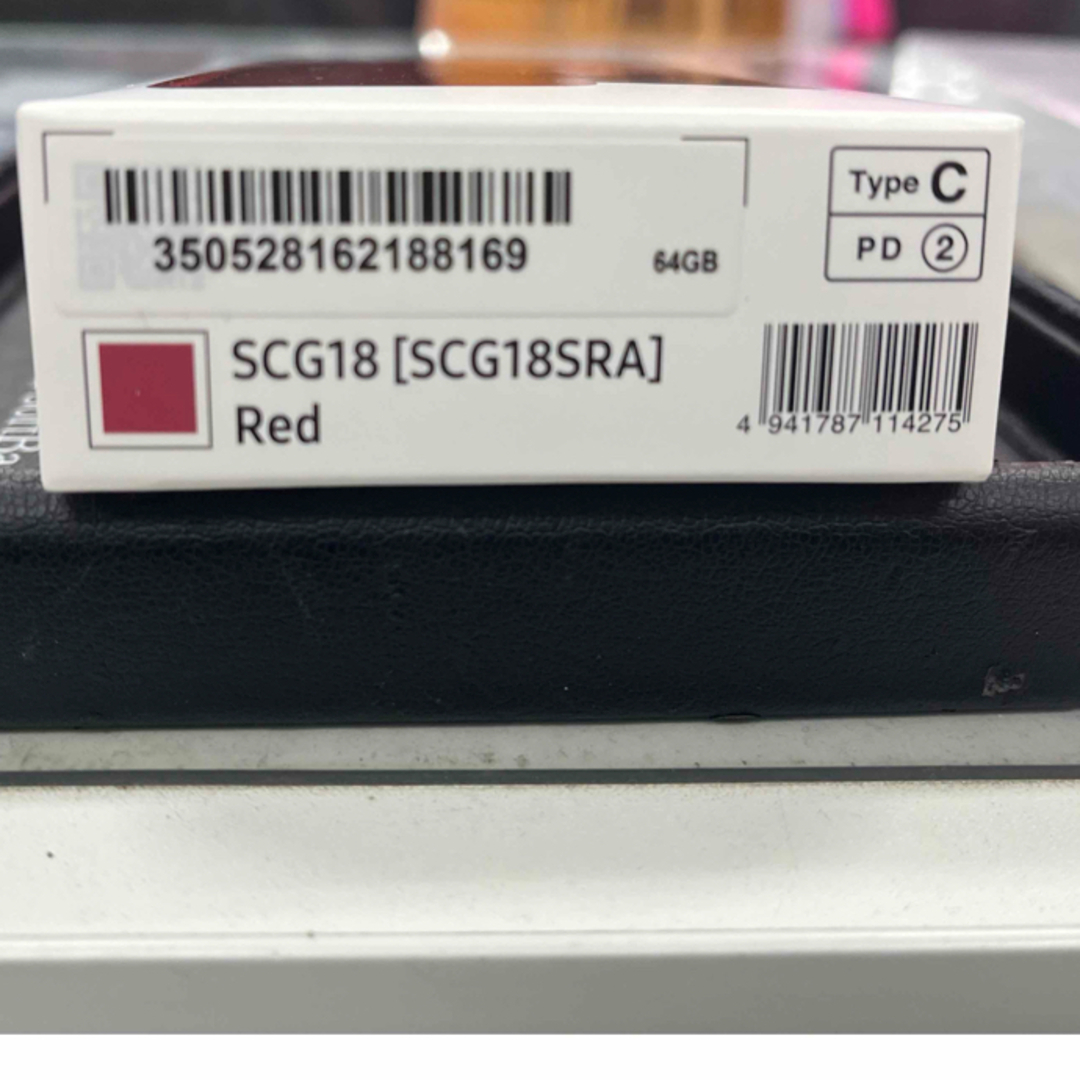 350528162188169
64GB
Type C
PD ②
SCG18 [SCG18SRA]
Red
4 941787 114275